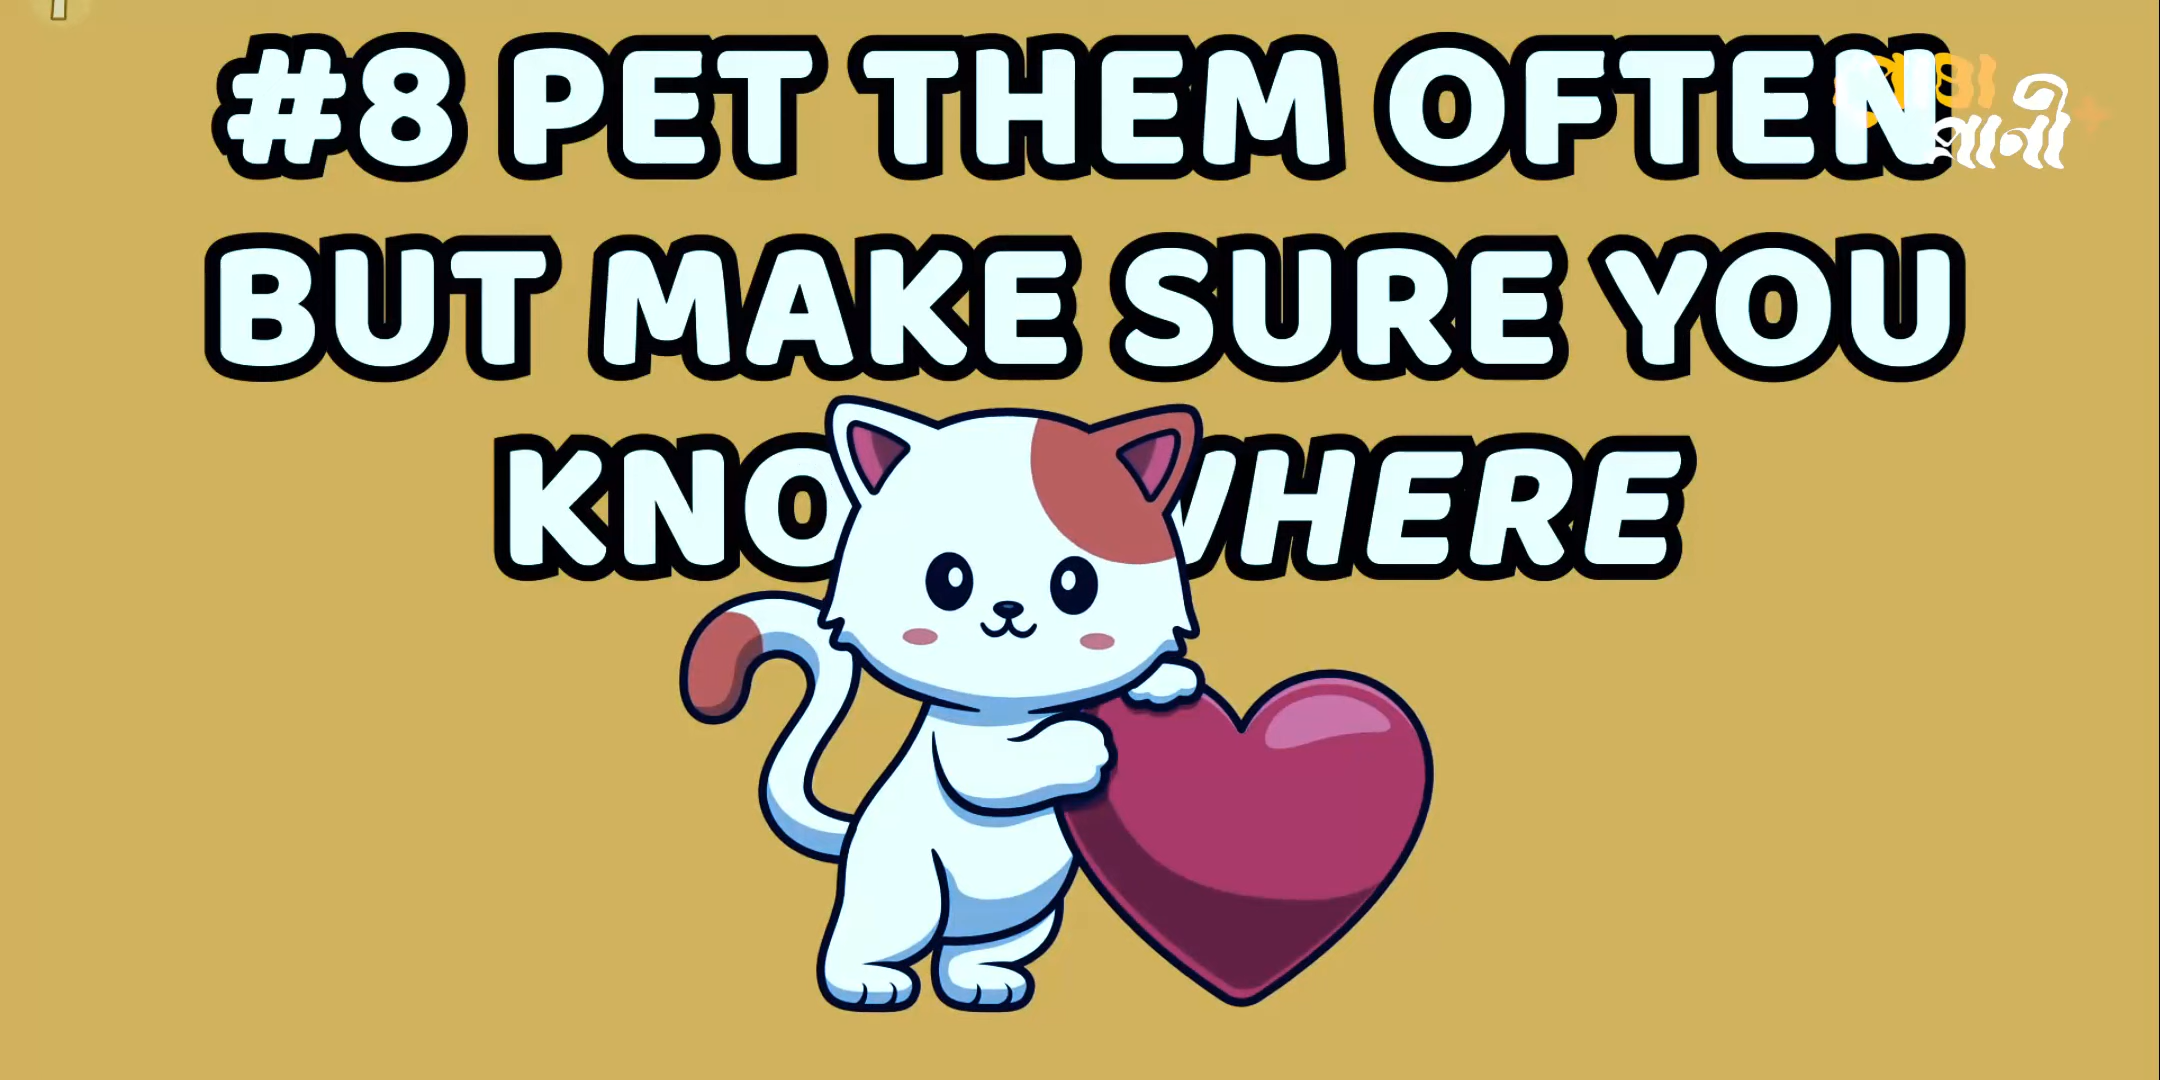 #8 PET THEM OFTEN
BUT MAKE SURE YOU
KNO WHERE